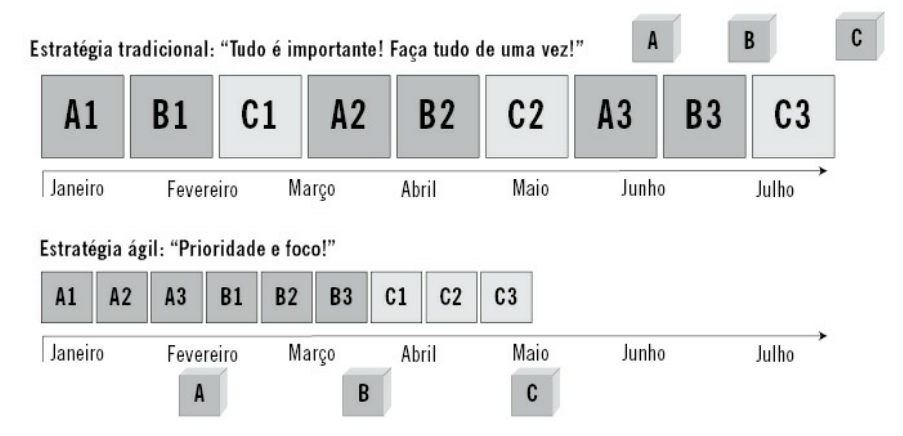 Estratégia tradicional: “Tudo é importante! Faça tudo de uma vez!”
A B C
A1 B1 C1 A2 B2 C2 A3 B3 C3
Janeiro Fevereiro Março Abril Maio Junho Julho
Estratégia ágil: “Prioridade e foco!”
A1 A2 A3 B1 B2 B3 C1 C2 C3
Janeiro Fevereiro Março Abril Maio Junho Julho
A B C